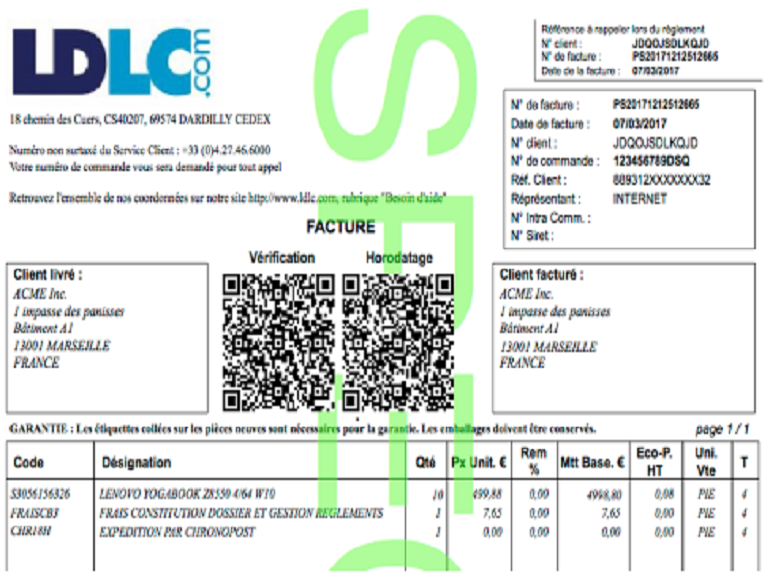 LDLC.com
Référence à rappeler lors du règlement
N° client : JDQOJSDLKQJD
N° de facture : PS20171212512665
Date de la facture : 07/03/2017
18 chemin des Cuers, CS40207, 69574 DARDILLY CEDEX
Numéro non surtaxé du Service Client : +33 (0)4.27.46.6000
Votre numéro de commande vous sera demandé pour tout appel
Retrouvez l'ensemble de nos coordonnées sur notre site http://www.ldlc.com, rubrique "Besoin d'aide"
N° de facture : PS20171212512665
Date de facture : 07/03/2017
N° client : JDQOJSDLKQJD
N° de commande : 123456789DSQ
Réf. Client : 689312XXXXXXX32
Réprésentant : INTERNET
N° Intra Comm. :
N° Siret :
FACTURE
Vérification Horodatage
Client livré :
ACME Inc.
1 impasse des panisses
Bâtiment A1
13001 MARSEILLE
FRANCE
Client facturé :
ACME Inc.
1 impasse des panisses
Bâtiment A1
13001 MARSEILLE
FRANCE
GARANTIE : Les étiquettes collées sur les pièces neuves sont nécessaires pour la garantie. Les emballages doivent être conservés.
page 1 / 1
Code Désignation Qté Px Unit. € Rem % Mtt Base. € Eco-P. HT Uni. Vte T
S3056156326 LENOVO YOGABOOK Z8550 4/64 W10 10 499,88 0,00 4998,80 0,08 PIE 4
FRAISCB3 FRAIS CONSTITUTION DOSSIER ET GESTION REGLEMENTS 1 7,65 0,00 7,65 0,00 PIE 4
CHR18H EXPEDITION PAR CHRONOPOST 1 0,00 0,00 0,00 0,00 PIE 4